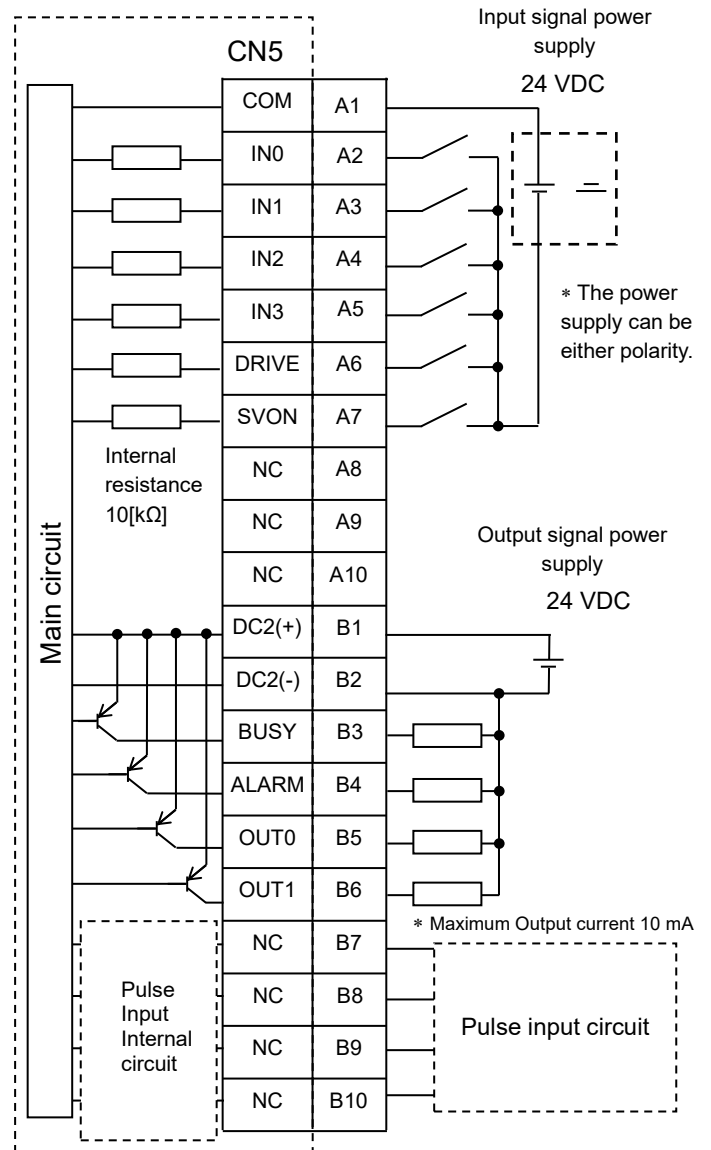 Input signal power
supply
24 VDC
CN5
COM A1
IN0 A2
IN1 A3
IN2 A4
IN3 A5
DRIVE A6
SVON A7
NC A8
NC A9
NC A10
DC2(+) B1
DC2(-) B2
BUSY B3
ALARM B4
OUT0 B5
OUT1 B6
NC B7
NC B8
NC B9
NC B10
* The power
supply can be
either polarity.
Internal
resistance
10[kΩ]
Main circuit
Output signal power
supply
24 VDC
* Maximum Output current 10 mA
Pulse
Input
Internal
circuit
Pulse input circuit